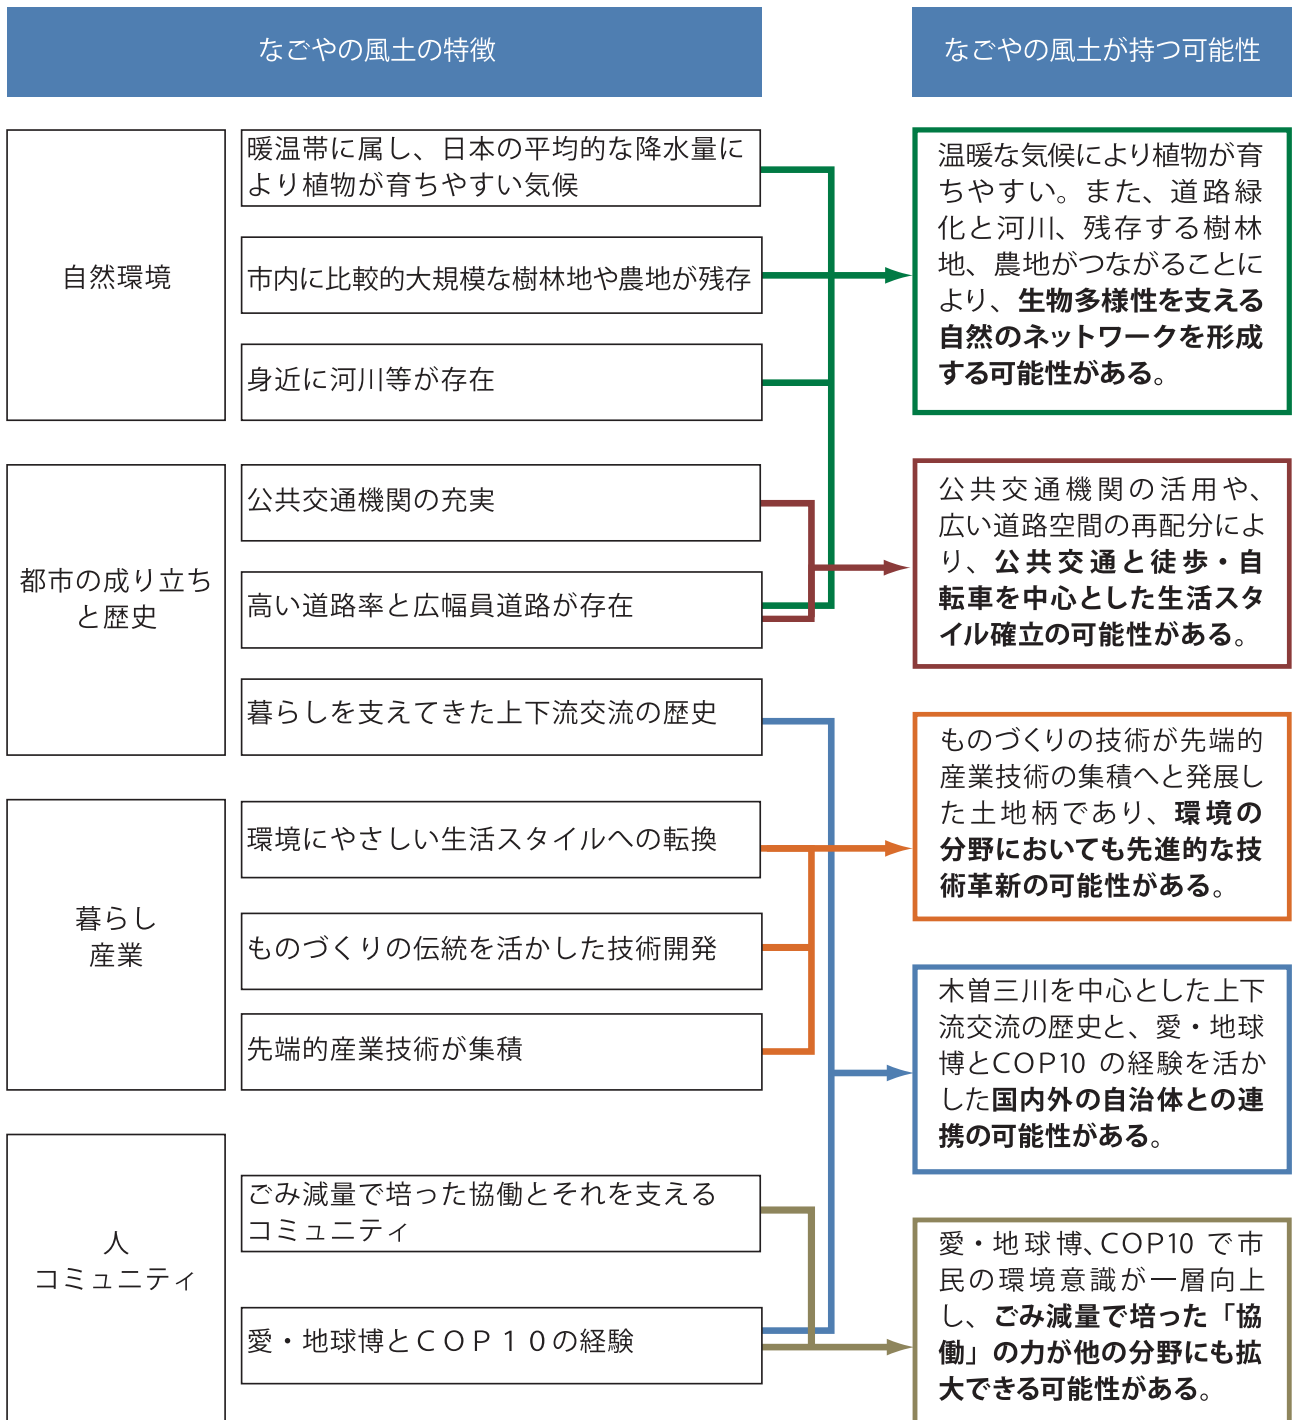 なごやの風土の特徴
なごやの風土が持つ可能性
自然環境
暖温帯に属し、日本の平均的な降水量に
より植物が育ちやすい気候
市内に比較的大規模な樹林地や農地が残存
身近に河川等が存在
温暖な気候により植物が育
ちやすい。また、道路緑
化と河川、残存する樹林
地、農地がつながることに
より、生物多様性を支える
自然のネットワークを形成
する可能性がある。
都市の成り立ち
と歴史
公共交通機関の充実
高い道路率と広幅員道路が存在
暮らしを支えてきた上下流交流の歴史
公共交通機関の活用や、
広い道路空間の再配分によ
り、公共交通と徒歩・自
転車を中心とした生活スタ
イル確立の可能性がある。
暮らし
産業
環境にやさしい生活スタイルへの転換
ものづくりの伝統を活かした技術開発
先端的産業技術が集積
ものづくりの技術が先端的
産業技術の集積へと発展し
た土地柄であり、環境の
分野においても先進的な技
術革新の可能性がある。
木曽三川を中心とした上下
流交流の歴史と、愛・地球
博とCOP10 の経験を活か
した国内外の自治体との連
携の可能性がある。
人
コミュニティ
ごみ減量で培った協働とそれを支える
コミュニティ
愛・地球博とＣＯＰ１０の経験
愛・地球博、COP10 で市
民の環境意識が一層向上
し、ごみ減量で培った「協
働」の力が他の分野にも拡
大できる可能性がある。